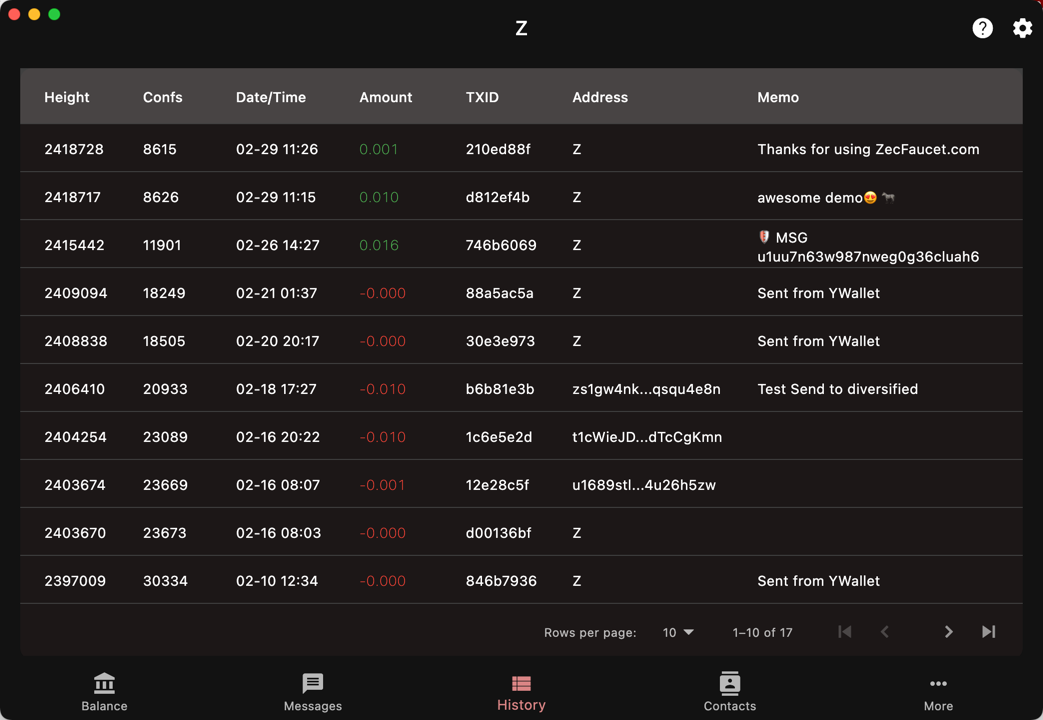 Z
Height Confs Date/Time Amount TXID Address Memo
2418728 8615 02-29 11:26 0.001 210ed88f Z Thanks for using ZecFaucet.com
2418717 8626 02-29 11:15 0.010 d812ef4b Z awesome demo😍 🐎
2415442 11901 02-26 14:27 0.016 746b6069 Z 🛡 MSG
u1uu7n63w987nweg0g36cluah6
2409094 18249 02-21 01:37 -0.000 88a5ac5a Z Sent from YWallet
2408838 18505 02-20 20:17 -0.000 30e3e973 Z Sent from YWallet
2406410 20933 02-18 17:27 -0.010 b6b81e3b zs1gw4nk...qsqu4e8n Test Send to diversified
2404254 23089 02-16 20:22 -0.010 1c6e5e2d t1cWieJD...dTcCgKmn
2403674 23669 02-16 08:07 -0.001 12e28c5f u1689stl...4u26h5zw
2403670 23673 02-16 08:03 -0.000 d00136bf Z
2397009 30334 02-10 12:34 -0.000 846b7936 Z Sent from YWallet
Rows per page: 10 1–10 of 17
Balance Messages History Contacts More